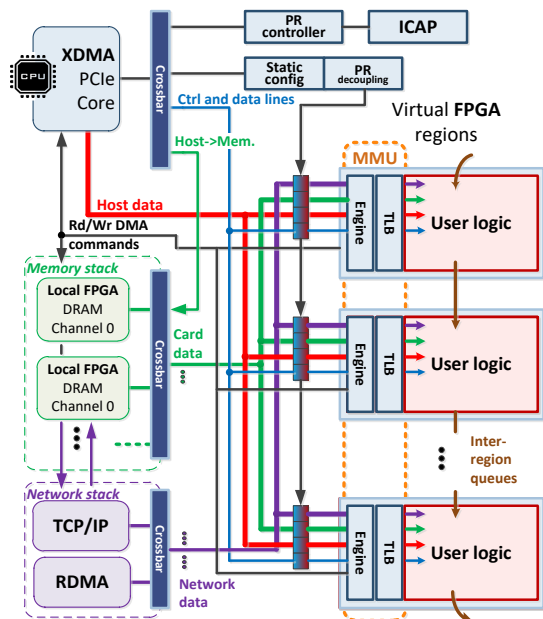 CPU
XDMA
PCIe
Core
Crossbar
PR
controller
ICAP
Static
config
PR
decoupling
Ctrl and data lines
Host->Mem.
Host data
Rd/Wr DMA
commands
Virtual FPGA
regions
MMU
Engine
TLB
User logic
Memory stack
Local FPGA
DRAM
Channel 0
Local FPGA
DRAM
Channel 0
Crossbar
Card
data
Engine
TLB
User logic
Inter-
region
queues
Network stack
TCP/IP
RDMA
Crossbar
Network
data
Engine
TLB
User logic